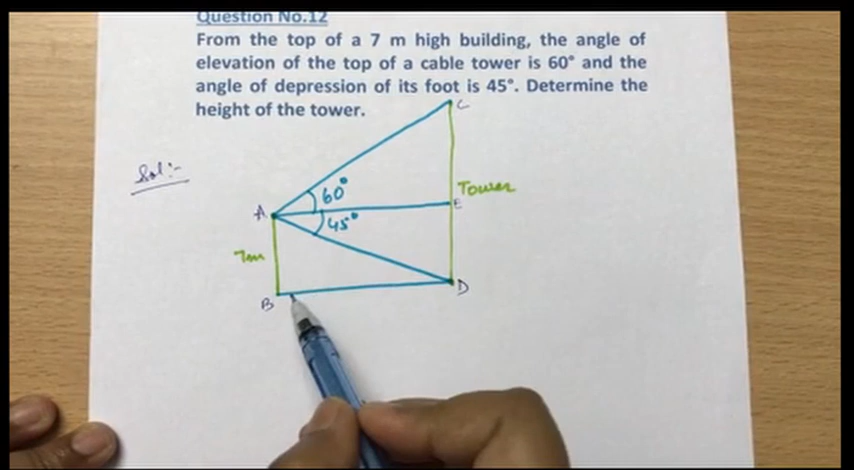 Question No.12
From the top of a 7 m high building, the angle of
elevation of the top of a cable tower is 60° and the
angle of depression of its foot is 45°. Determine the
height of the tower.
C
Sol:-
60°
Tower
A
E
45°
7m
B
D